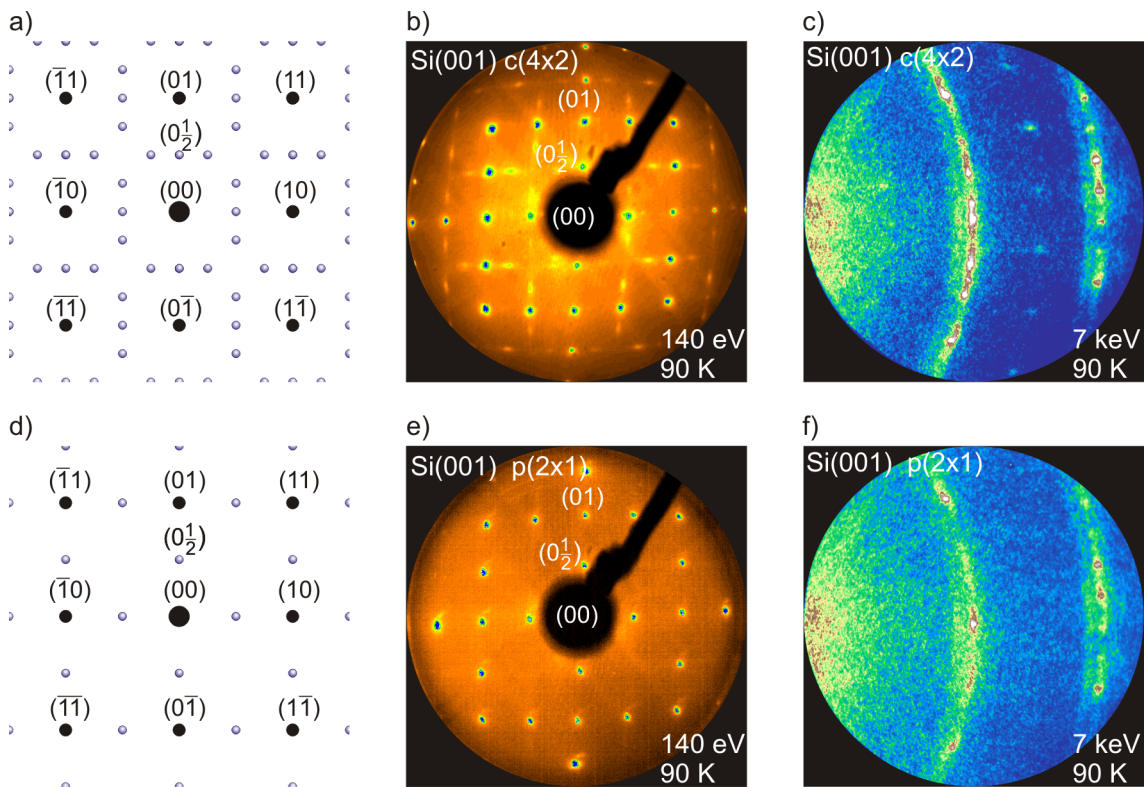 a)
(1̅1) (01) (11)
(0½)
(1̅0) (00) (10)
(1̅1̅) (01̅) (11̅)
b)
Si(001) c(4x2)
(01)
(0½)
(00)
140 eV
90 K
c)
Si(001) c(4x2)
7 keV
90 K
d)
(1̅1) (01) (11)
(0½)
(1̅0) (00) (10)
(1̅1̅) (01̅) (11̅)
e)
Si(001) p(2x1)
(01)
(0½)
(00)
140 eV
90 K
f)
Si(001) p(2x1)
7 keV
90 K